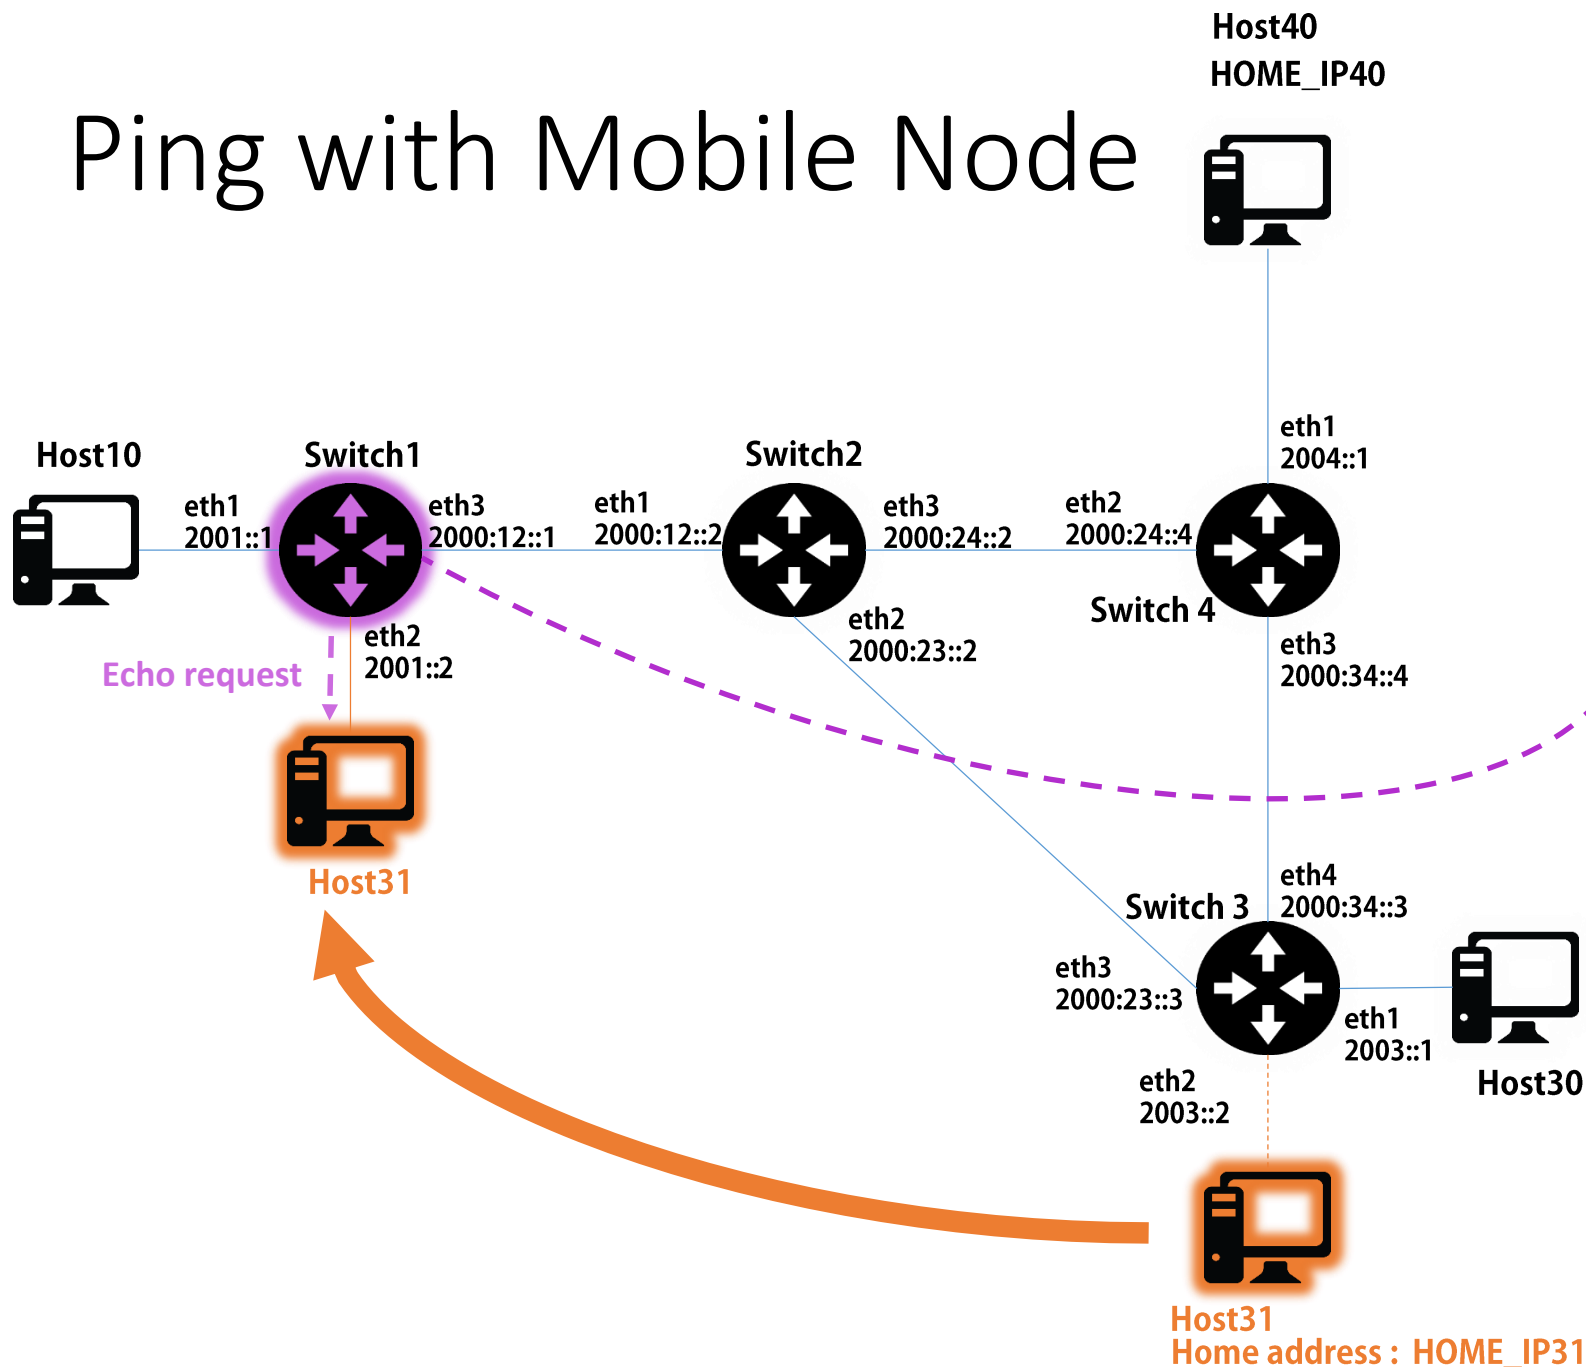 Host40
HOME_IP40
Ping with Mobile Node
eth1
2004::1
Host10
Switch1
Switch2
eth1
2001::1
eth3
2000:12::1
eth1
2000:12::2
eth3
2000:24::2
eth2
2000:24::4
Switch 4
eth2
2001::2
Echo request
eth2
2000:23::2
eth3
2000:34::4
Host31
eth4
2000:34::3
Switch 3
eth3
2000:23::3
eth1
2003::1
Host30
eth2
2003::2
Host31
Home address : HOME_IP31